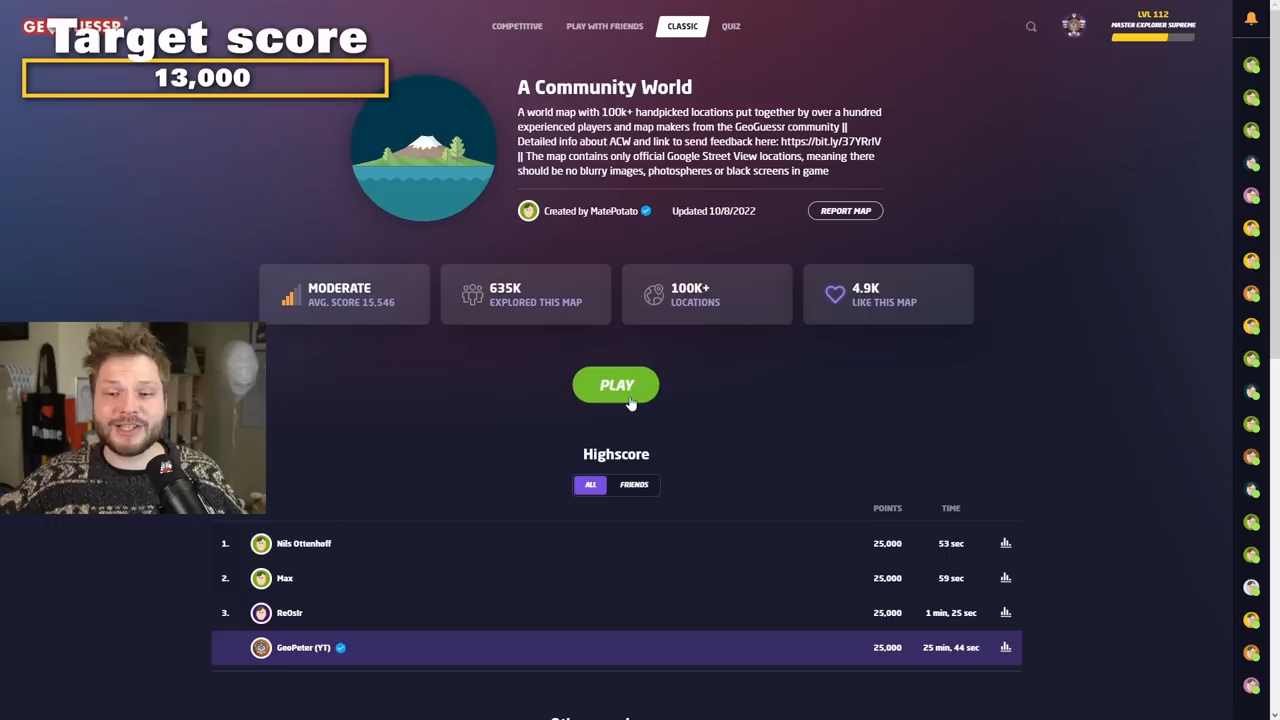 Target score
13,000
COMPETITIVE
PLAY WITH FRIENDS
CLASSIC
QUIZ
LVL 112
MASTER EXPLORER SUPREME
A Community World
A world map with 100k+ handpicked locations put together by over a hundred
experienced players and map makers from the GeoGuessr community ||
Detailed info about ACW and link to send feedback here: https://bit.ly/37YRrIV
|| The map contains only official Google Street View locations, meaning there
should be no blurry images, photospheres or black screens in game
Created by MatePotato
Updated 10/8/2022
REPORT MAP
MODERATE
AVG. SCORE 15,546
635K
EXPLORED THIS MAP
100K+
LOCATIONS
4.9K
LIKE THIS MAP
PLAY
Highscore
ALL
FRIENDS
POINTS
TIME
1.
Nils Ottenhoff
25,000
53 sec
2.
Max
25,000
59 sec
3.
ReOsIr
25,000
1 min, 25 sec
GeoPeter (YT)
25,000
25 min, 44 sec